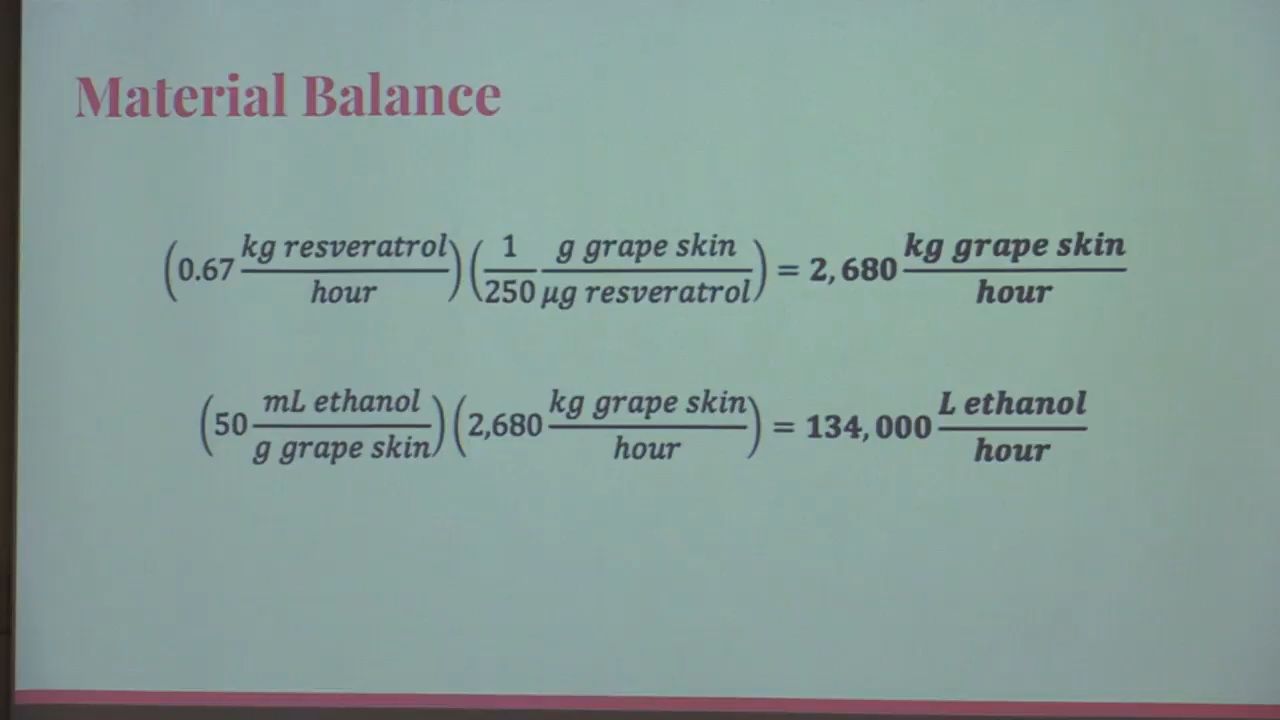 Material Balance
(0.67 kg resveratrol / hour) (1 / 250 g grape skin / µg resveratrol) = 2,680 kg grape skin / hour
(50 mL ethanol / g grape skin) (2,680 kg grape skin / hour) = 134,000 L ethanol / hour